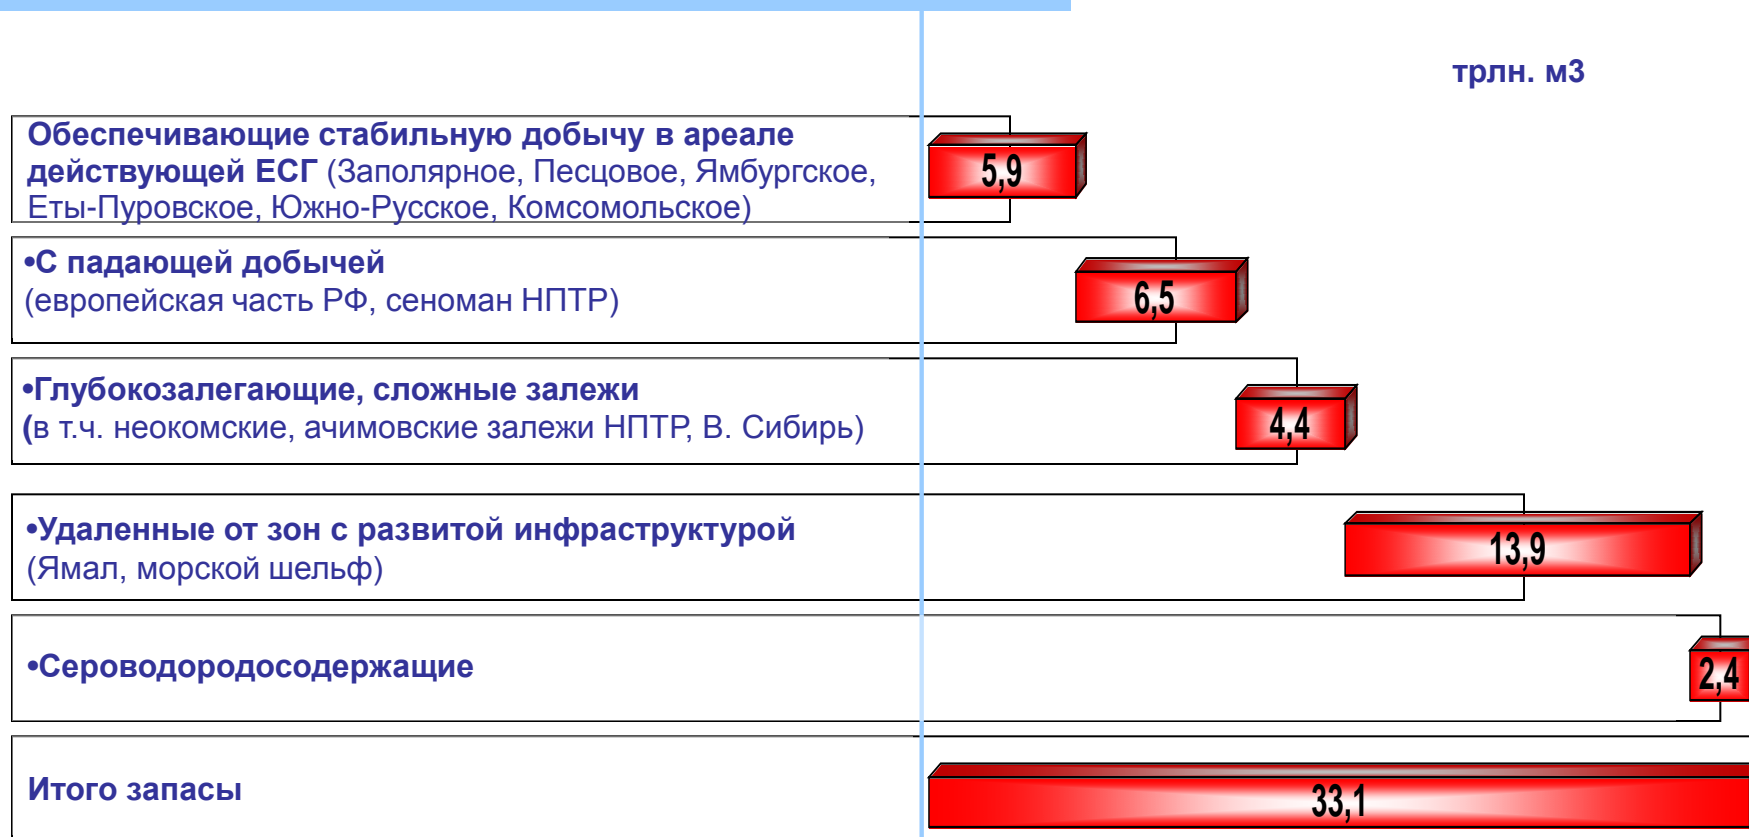 трлн. м3
Обеспечивающие стабильную добычу в ареале
действующей ЕСГ (Заполярное, Песцовое, Ямбургское,
Еты-Пуровское, Южно-Русское, Комсомольское)
5,9
•С падающей добычей
(европейская часть РФ, сеноман НПТР)
6,5
•Глубокозалегающие, сложные залежи
(в т.ч. неокомские, ачимовские залежи НПТР, В. Сибирь)
4,4
•Удаленные от зон с развитой инфраструктурой
(Ямал, морской шельф)
13,9
•Сероводородосодержащие
2,4
Итого запасы
33,1